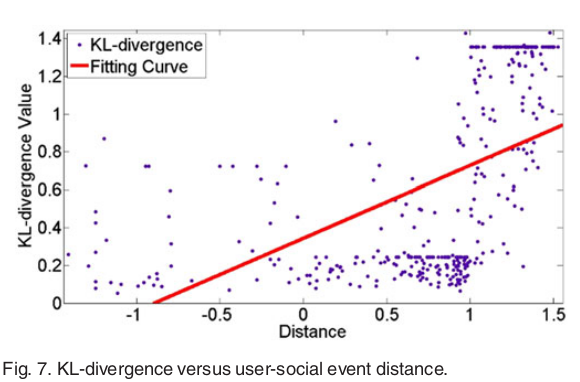 1.4
1.2
1
0.8
0.6
0.4
0.2
0
KL-divergence Value
KL-divergence
Fitting Curve
-1 -0.5 0 0.5 1 1.5
Distance
Fig. 7. KL-divergence versus user-social event distance.